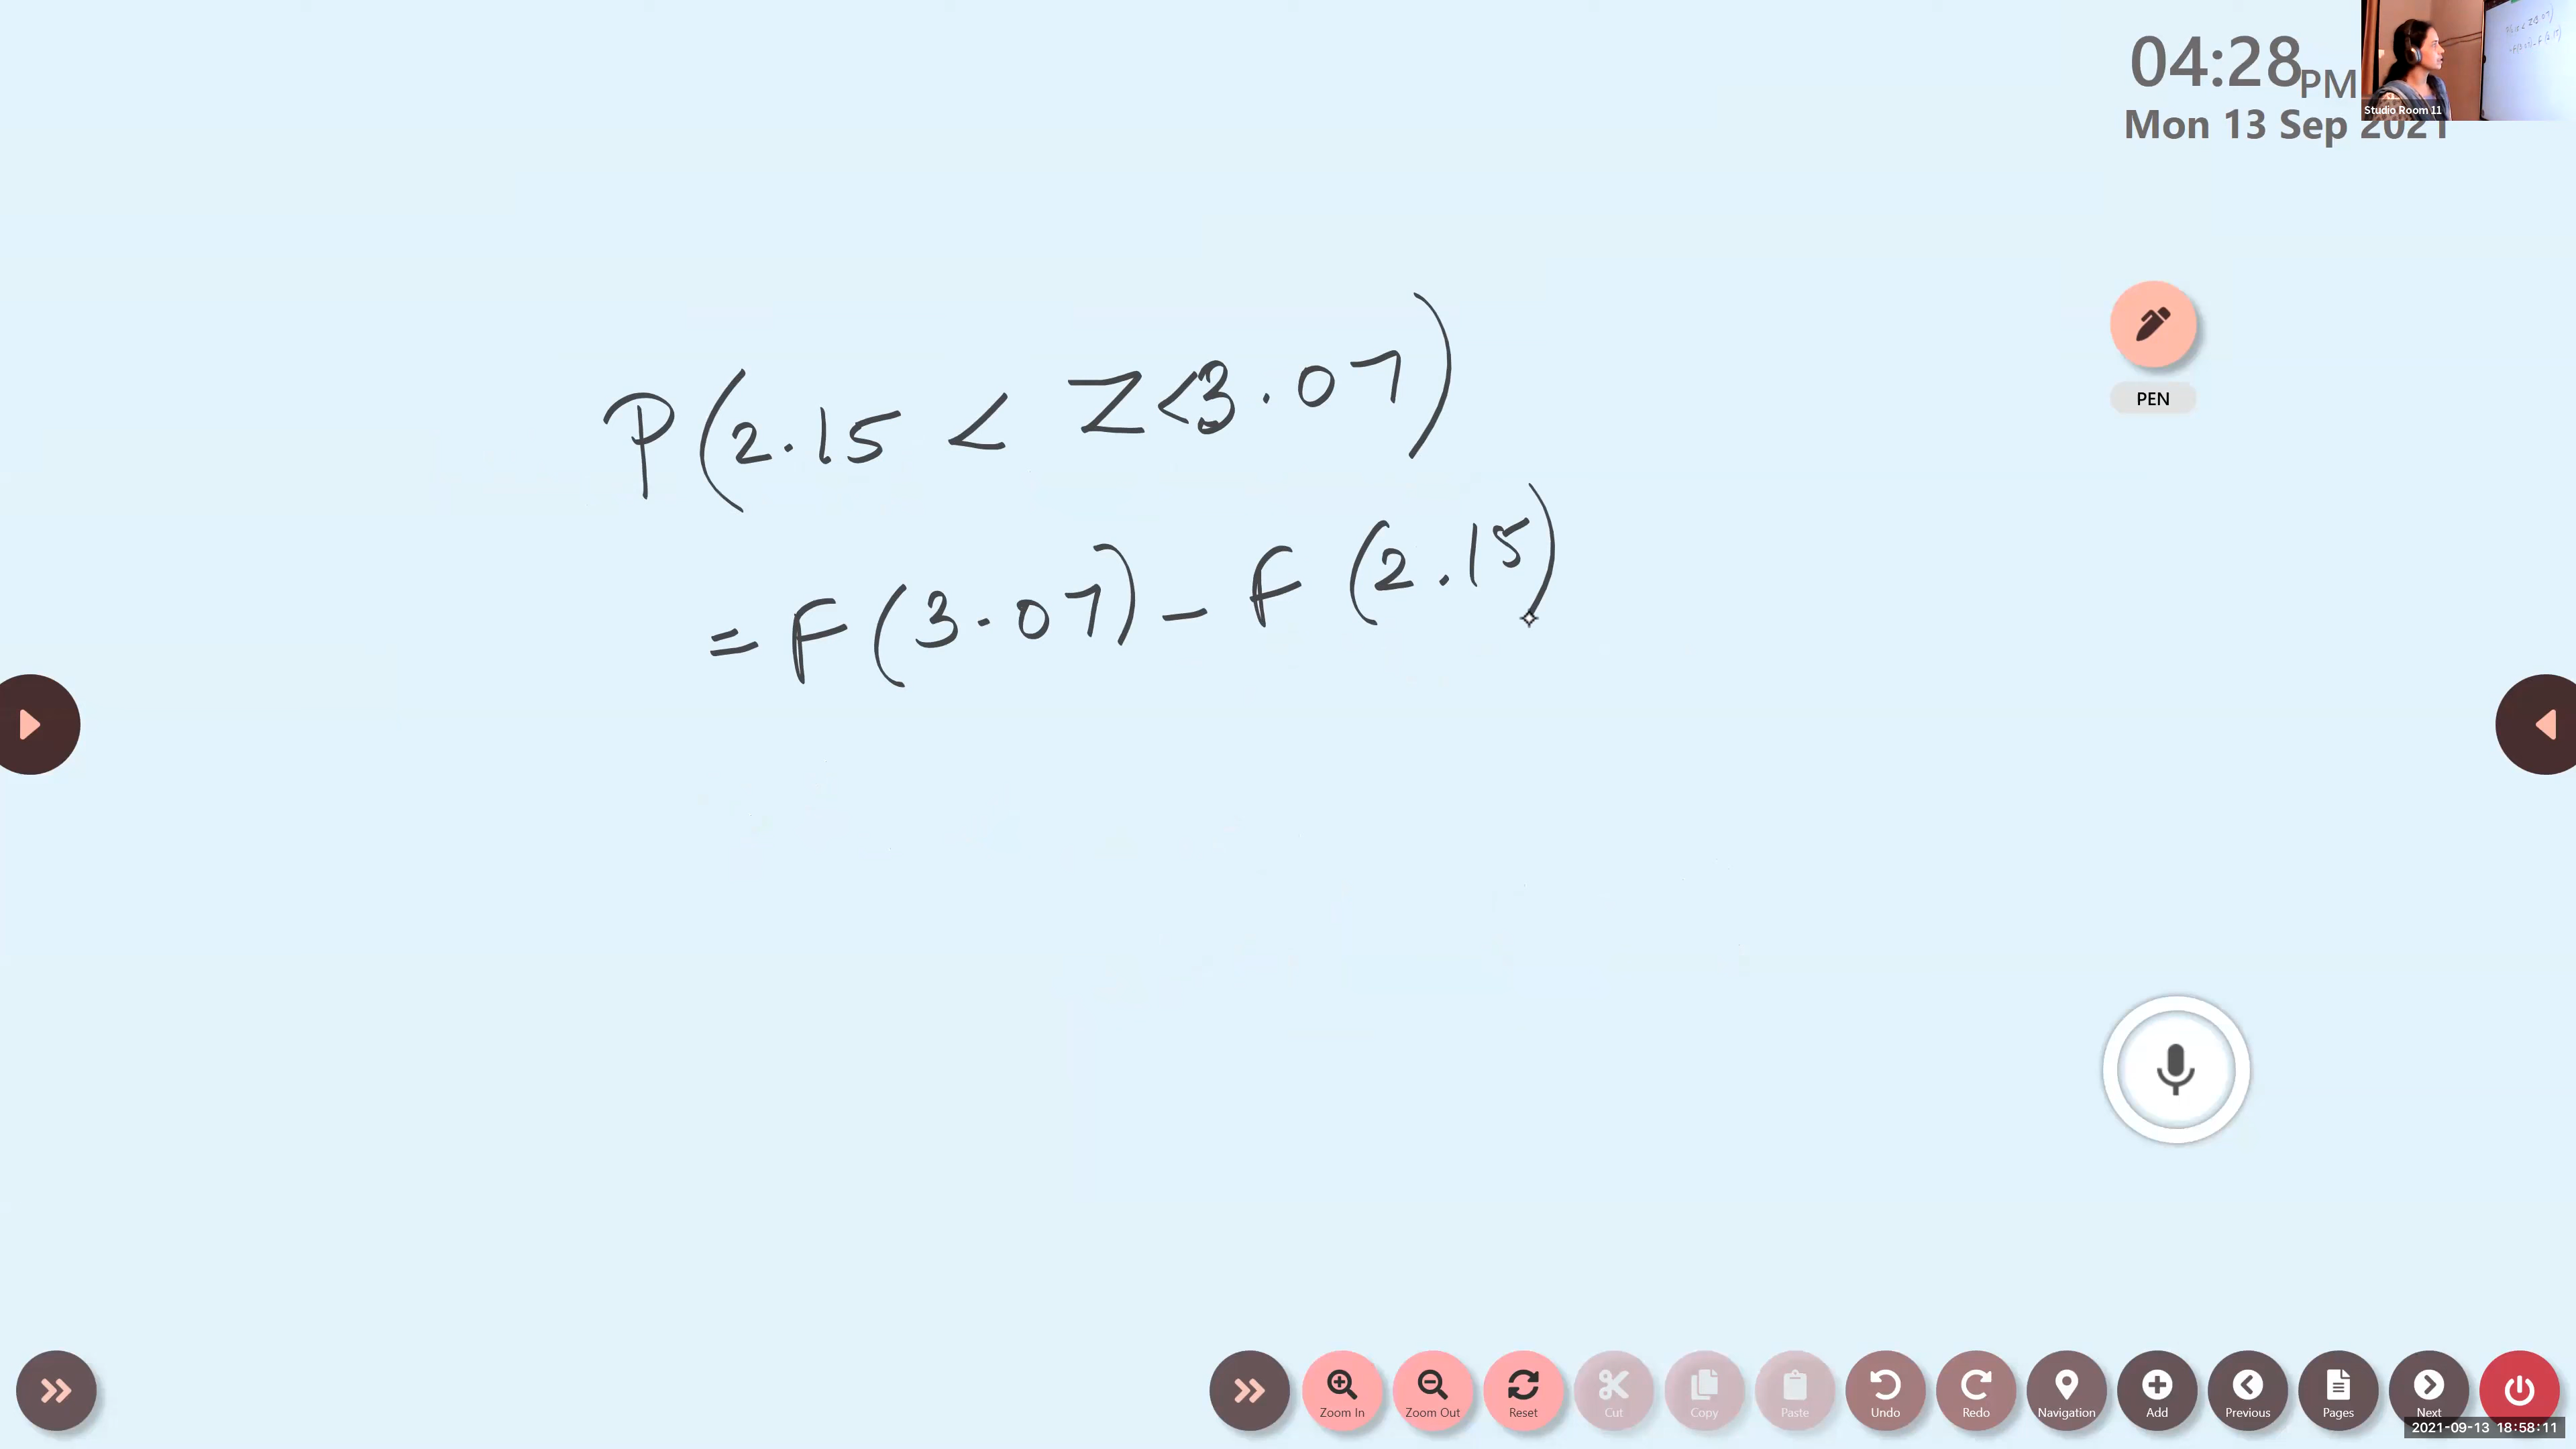 04:28 PM
Mon 13 Sep 2021
Studio Room 11
P(2.15 < Z < 3.07)
= F(3.07) - F(2.15)
PEN
Zoom In
Zoom Out
Reset
Cut
Copy
Paste
Undo
Redo
Navigation
Add
Previous
Pages
Next
2021-09-13 18:58:11